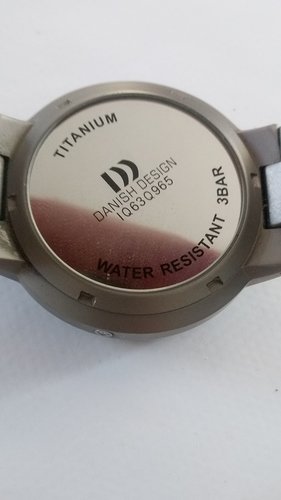 TITANIUM
DANISH DESIGN
IQ63Q965
WATER RESISTANT 3BAR